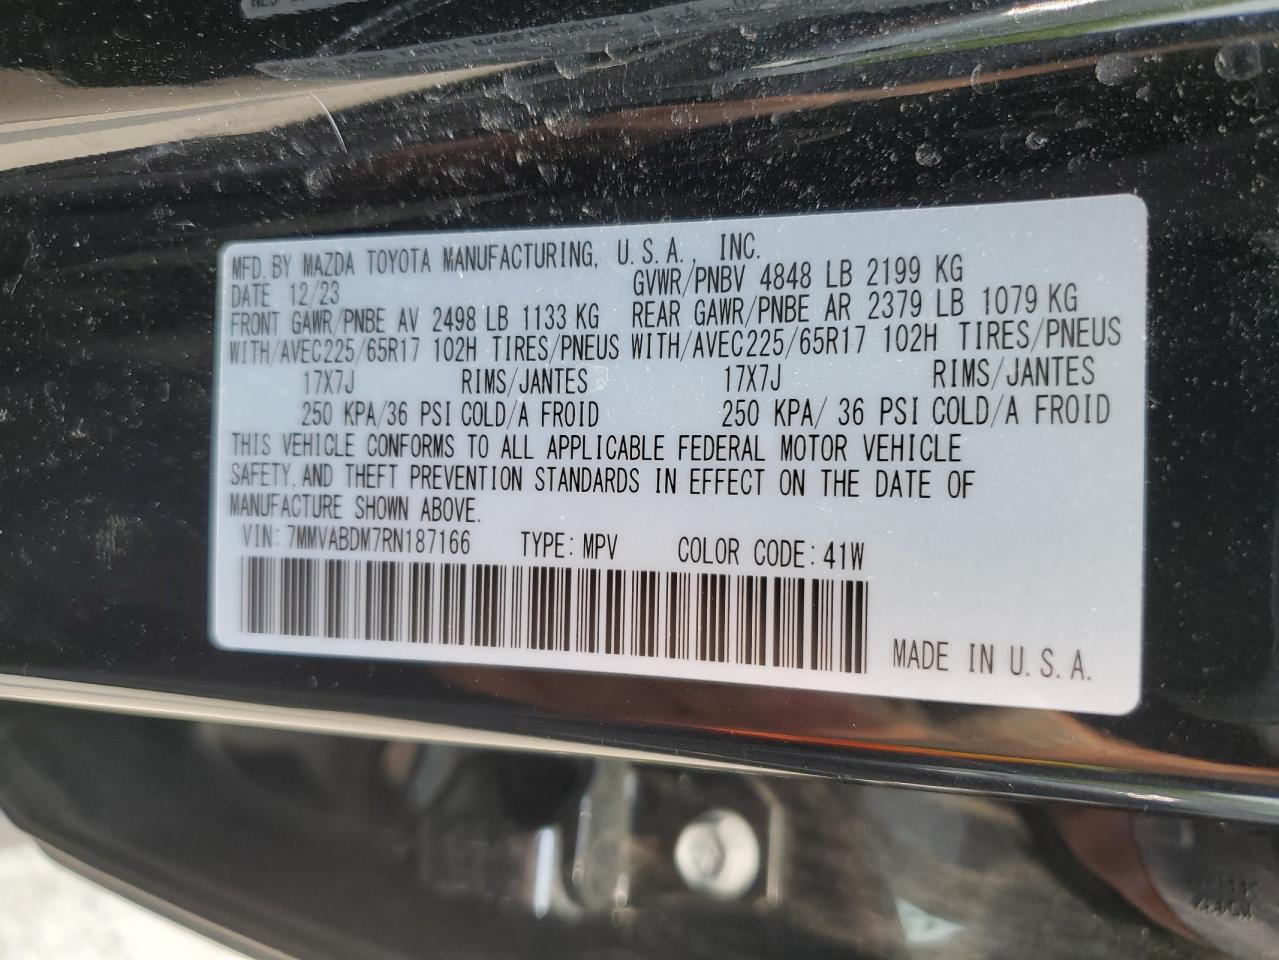 MFD. BY MAZDA TOYOTA MANUFACTURING, U.S.A., INC.
DATE 12/23 GVWR/PNBV 4848 LB 2199 KG
FRONT GAWR/PNBE AV 2498 LB 1133 KG REAR GAWR/PNBE AR 2379 LB 1079 KG
WITH/AVEC225/65R17 102H TIRES/PNEUS WITH/AVEC225/65R17 102H TIRES/PNEUS
17X7J RIMS/JANTES 17X7J RIMS/JANTES
250 KPA/36 PSI COLD/A FROID 250 KPA/ 36 PSI COLD/A FROID
THIS VEHICLE CONFORMS TO ALL APPLICABLE FEDERAL MOTOR VEHICLE
SAFETY, AND THEFT PREVENTION STANDARDS IN EFFECT ON THE DATE OF
MANUFACTURE SHOWN ABOVE.
VIN: 7MMVABDM7RN187166 TYPE: MPV COLOR CODE: 41W
MADE IN U.S.A.